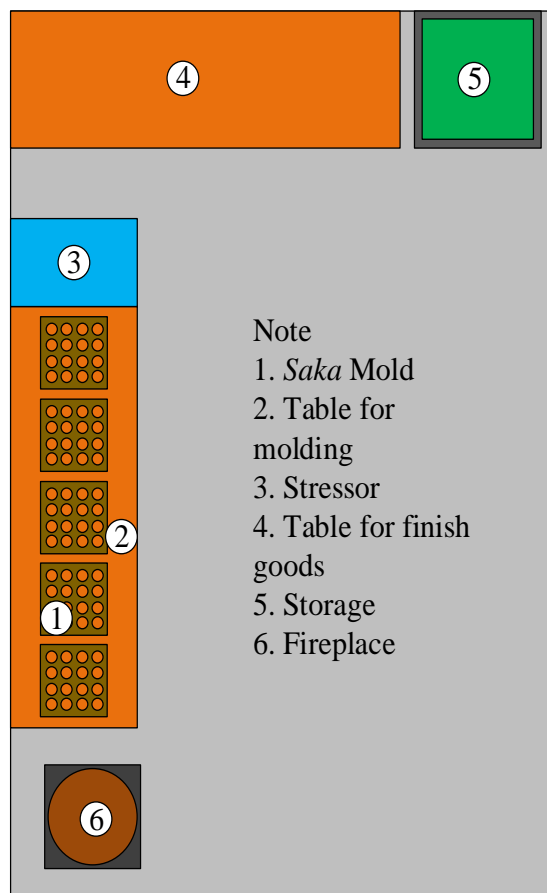 4
5
3
Note
1. Saka Mold
2. Table for
molding
3. Stressor
4. Table for finish
goods
5. Storage
6. Fireplace
2
1
6